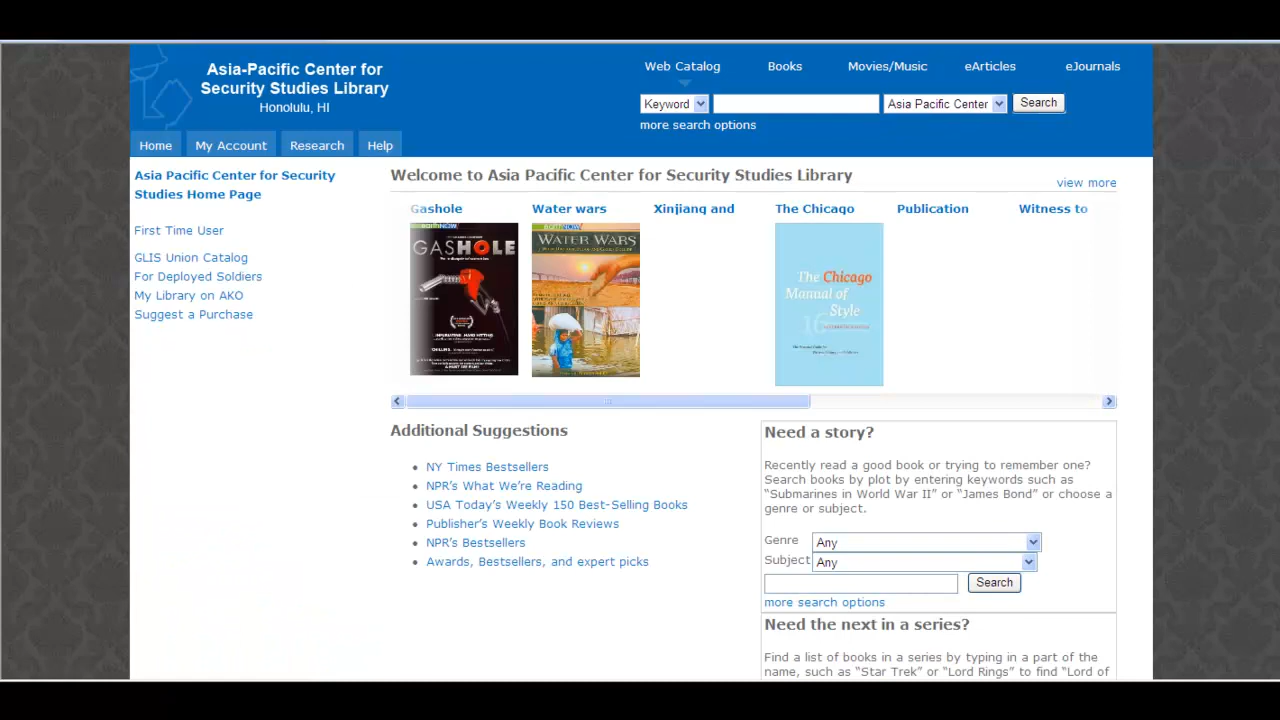 Asia-Pacific Center for
Security Studies Library
Honolulu, HI
Web Catalog
Books
Movies/Music
eArticles
eJournals
Keyword
Asia Pacific Center
Search
more search options
Home
My Account
Research
Help
Asia Pacific Center for Security
Studies Home Page
First Time User
GLIS Union Catalog
For Deployed Soldiers
My Library on AKO
Suggest a Purchase
Welcome to Asia Pacific Center for Security Studies Library
view more
Gashole
Water wars
Xinjiang and
The Chicago
Publication
Witness to
GASHOLE
WATER WARS
The Chicago
Manual of
Style
16
Additional Suggestions
NY Times Bestsellers
NPR's What We're Reading
USA Today's Weekly 150 Best-Selling Books
Publisher's Weekly Book Reviews
NPR's Bestsellers
Awards, Bestsellers, and expert picks
Need a story?
Recently read a good book or trying to remember one?
Search books by plot by entering keywords such as
“Submarines in World War II” or “James Bond” or choose a
genre or subject.
Genre
Any
Subject
Any
Search
more search options
Need the next in a series?
Find a list of books in a series by typing in a part of the
name, such as “Star Trek” or “Lord Rings” to find “Lord of